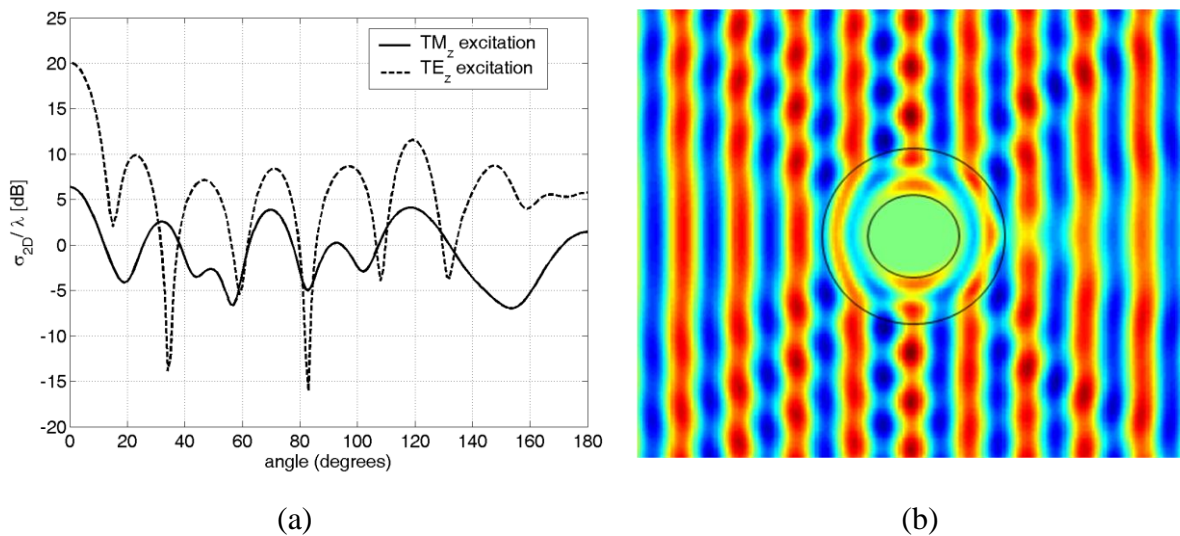 25
20
15
10
5
0
-5
-10
-15
-20
σ2D/ λ [dB]
TMz excitation
TEz excitation
0 20 40 60 80 100 120 140 160 180
angle (degrees)
(a) (b)